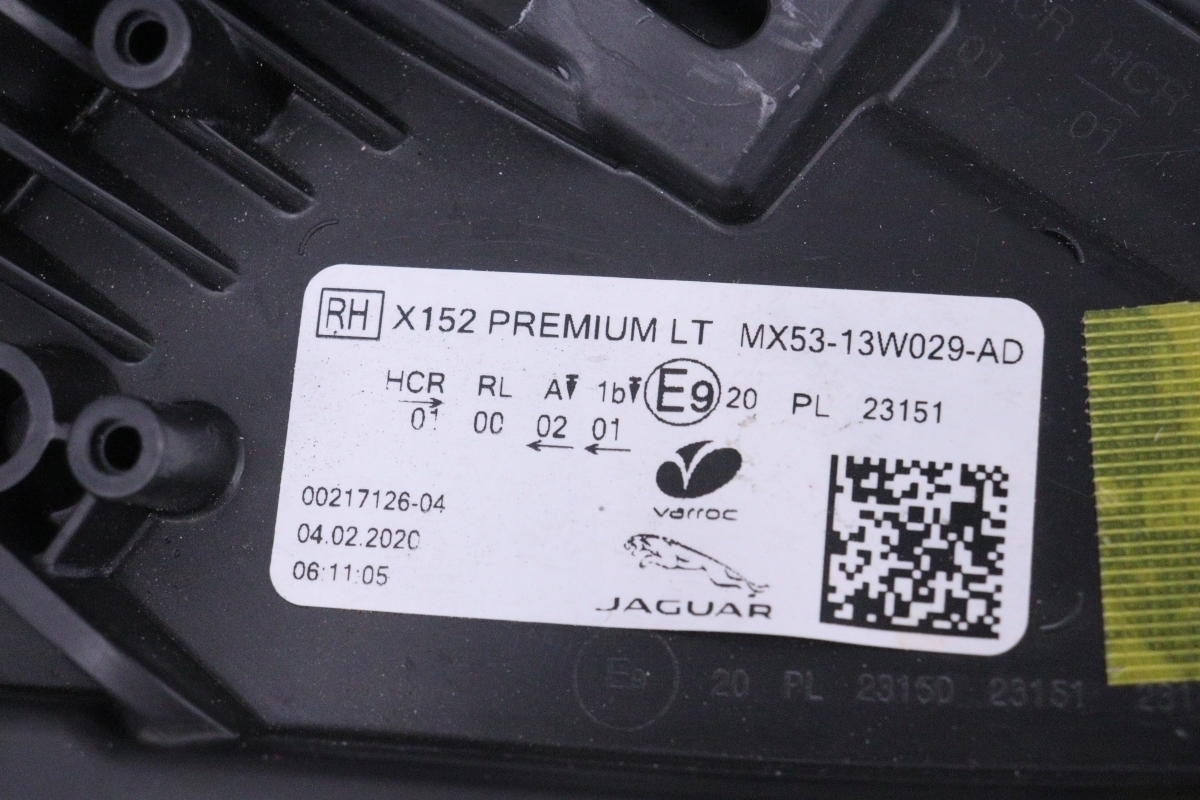 HCR HCR
01 01
RH X152 PREMIUM LT MX53-13W029-AD
HCR RL A 1b E9 20 PL 23151
01 00 02 01
00217126-04
04.02.2020
06:11:05
varroc
JAGUAR
E9 20 PL 23150 23151